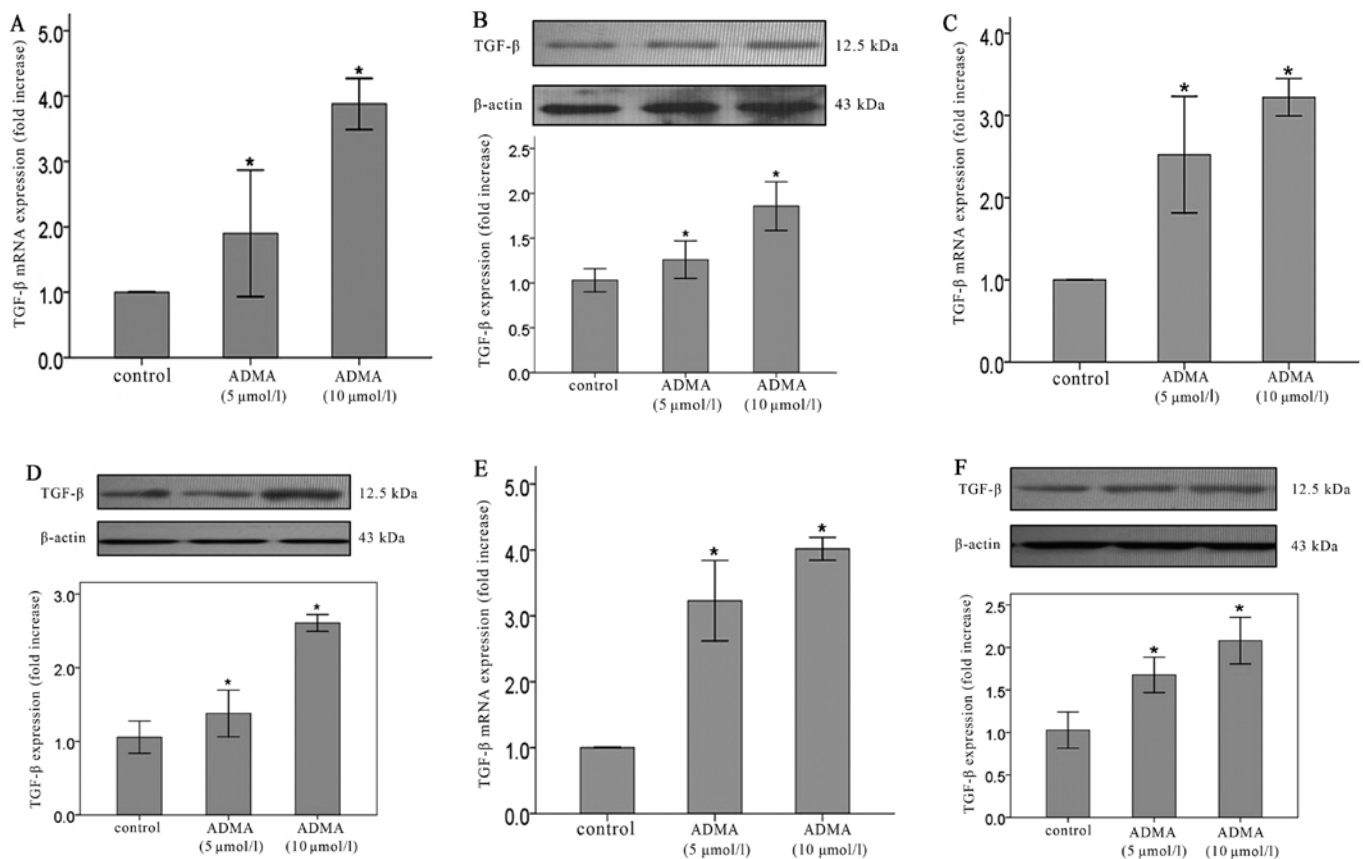 A
TGF-β mRNA expression (fold increase)
5.0
4.0
3.0
2.0
1.0
0.0
*
*
control
ADMA
(5 μmol/l)
ADMA
(10 μmol/l)
B
TGF-β
12.5 kDa
β-actin
43 kDa
TGF-β expression (fold increase)
2.5
2.0
1.5
1.0
0.5
0.0
*
*
control
ADMA
(5 μmol/l)
ADMA
(10 μmol/l)
C
TGF-β mRNA expression (fold increase)
4.0
3.0
2.0
1.0
0.0
*
*
control
ADMA
(5 μmol/l)
ADMA
(10 μmol/l)
D
TGF-β
12.5 kDa
β-actin
43 kDa
TGF-β expression (fold increase)
3.0
2.0
1.0
0.0
*
*
control
ADMA
(5 μmol/l)
ADMA
(10 μmol/l)
E
TGF-β mRNA expression (fold increase)
5.0
4.0
3.0
2.0
1.0
0.0
*
*
control
ADMA
(5 μmol/l)
ADMA
(10 μmol/l)
F
TGF-β
12.5 kDa
β-actin
43 kDa
TGF-β expression (fold increase)
2.5
2.0
1.5
1.0
0.5
0.0
*
*
control
ADMA
(5 μmol/l)
ADMA
(10 μmol/l)